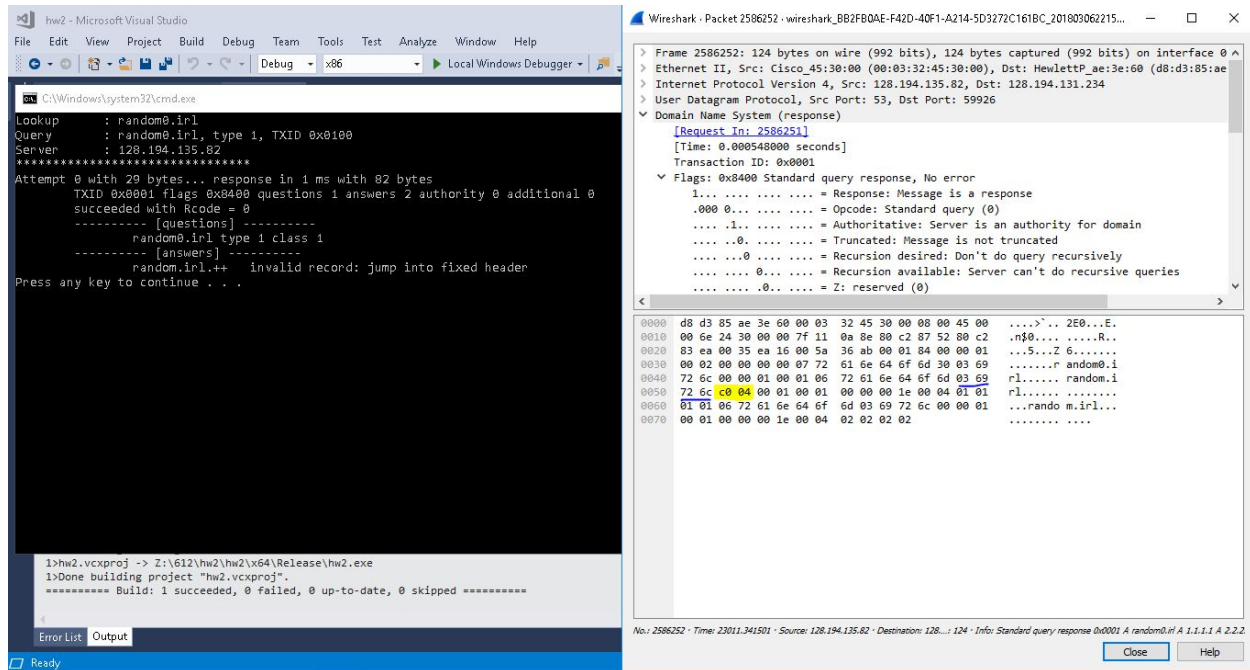 hw2 - Microsoft Visual Studio
File Edit View Project Build Debug Team Tools Test Analyze Window Help
Debug x86 Local Windows Debugger
C:\Windows\system32\cmd.exe
Lookup : random0.irl
Query : random0.irl, type 1, TXID 0x0100
Server : 128.194.135.82
********************************
Attempt 0 with 29 bytes... response in 1 ms with 82 bytes
TXID 0x0001 flags 0x8400 questions 1 answers 2 authority 0 additional 0
succeeded with Rcode = 0
---------- [questions] ----------
random0.irl type 1 class 1
---------- [answers] ----------
random.irl.++ invalid record: jump into fixed header
Press any key to continue . . .
1>hw2.vcxproj -> Z:\612\hw2\hw2\x64\Release\hw2.exe
1>Done building project "hw2.vcxproj".
========== Build: 1 succeeded, 0 failed, 0 up-to-date, 0 skipped ==========
Error List Output
Ready
Wireshark · Packet 2586252 · wireshark_BB2FB0AE-F42D-40F1-A214-5D3272C161BC_201803062215...
> Frame 2586252: 124 bytes on wire (992 bits), 124 bytes captured (992 bits) on interface 0
> Ethernet II, Src: Cisco_45:30:00 (00:03:32:45:30:00), Dst: HewlettP_ae:3e:60 (d8:d3:85:ae
> Internet Protocol Version 4, Src: 128.194.135.82, Dst: 128.194.131.234
> User Datagram Protocol, Src Port: 53, Dst Port: 59926
Domain Name System (response)
[Request In: 2586251]
[Time: 0.000548000 seconds]
Transaction ID: 0x0001
Flags: 0x8400 Standard query response, No error
1... .... .... .... = Response: Message is a response
.000 0... .... .... = Opcode: Standard query (0)
.... .1.. .... .... = Authoritative: Server is an authority for domain
.... ..0. .... .... = Truncated: Message is not truncated
.... ...0 .... .... = Recursion desired: Don't do query recursively
.... .... 0... .... = Recursion available: Server can't do recursive queries
.... .... .0.. .... = Z: reserved (0)
0000 d8 d3 85 ae 3e 60 00 03 32 45 30 00 08 00 45 00 ....>`.. 2E0...E.
0010 00 6e 24 30 00 00 7f 11 0a 8e 80 c2 87 52 80 c2 .n$0.... .....R..
0020 83 ea 00 35 ea 16 00 5a 36 ab 00 01 84 00 00 01 ...5...Z 6.......
0030 00 02 00 00 00 00 07 72 61 6e 64 6f 6d 30 03 69 .......r andom0.i
0040 72 6c 00 00 01 00 01 06 72 61 6e 64 6f 6d 03 69 rl...... random.i
0050 72 6c c0 04 00 01 00 01 00 00 00 1e 00 04 01 01 rl...... ........
0060 01 01 06 72 61 6e 64 6f 6d 03 69 72 6c 00 00 01 ...rando m.irl...
0070 00 01 00 00 00 1e 00 04 02 02 02 02 ........ ....
No.: 2586252 · Time: 23011.341501 · Source: 128.194.135.82 · Destination: 128....: 124 · Info: Standard query response 0x0001 A random0.irl A 1.1.1.1 A 2.2.2.
Close Help